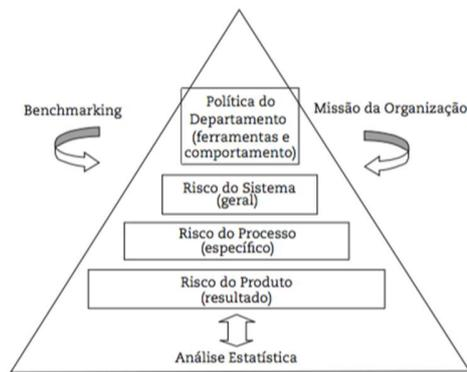 Benchmarking
Missão da Organização
Política do
Departamento
(ferramentas e
comportamento)
Risco do Sistema
(geral)
Risco do Processo
(específico)
Risco do Produto
(resultado)
Análise Estatística